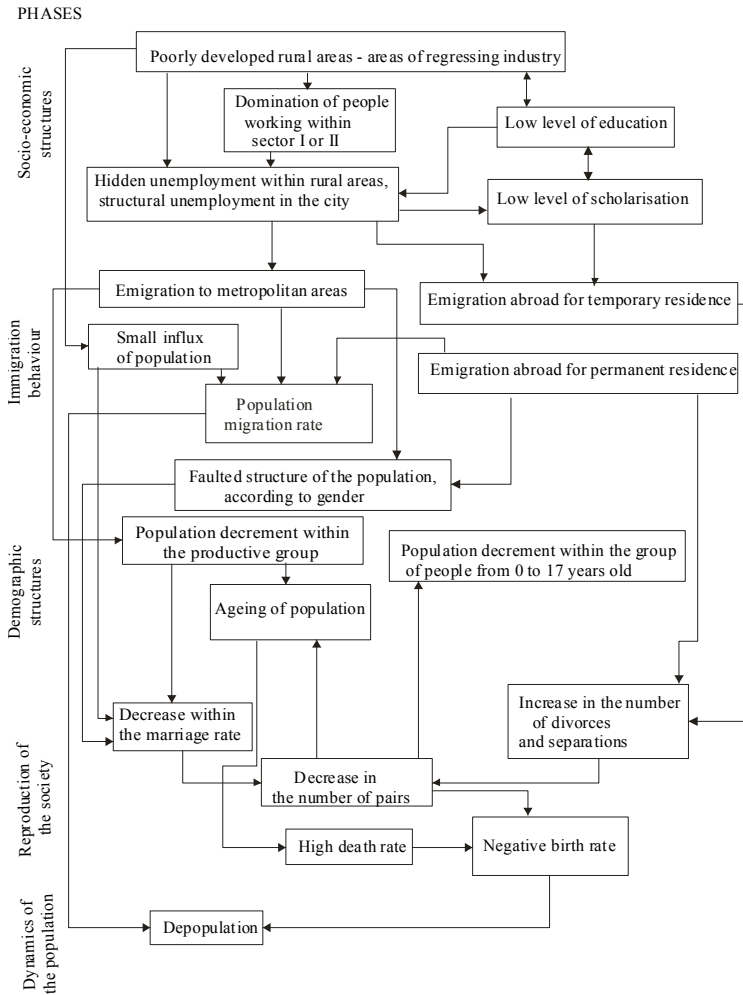 PHASES
Socio-economic
structures
Poorly developed rural areas - areas of regressing industry
Domination of people
working within
sector I or II
Low level of education
Hidden unemployment within rural areas,
structural unemployment in the city
Low level of scholarisation
Immigration
behaviour
Emigration to metropolitan areas
Emigration abroad for temporary residence
Small influx
of population
Emigration abroad for permanent residence
Population
migration rate
Faulted structure of the population,
according to gender
Demographic
structures
Population decrement within
the productive group
Population decrement within the group
of people from 0 to 17 years old
Ageing of population
Reproduction of
the society
Decrease within
the marriage rate
Increase in the number
of divorces
and separations
Decrease in
the number of pairs
High death rate
Negative birth rate
Dynamics of
the population
Depopulation